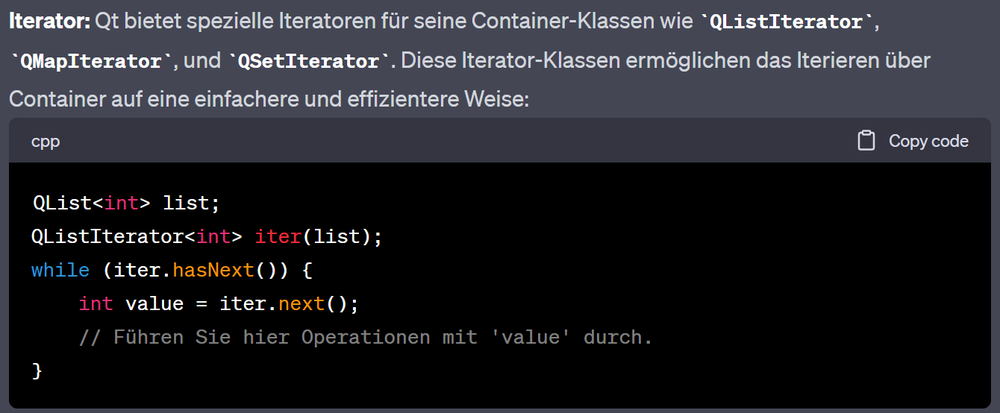 Iterator: Qt bietet spezielle Iteratoren für seine Container-Klassen wie `QListIterator`,
`QMapIterator`, und `QSetIterator`. Diese Iterator-Klassen ermöglichen das Iterieren über
Container auf eine einfachere und effizientere Weise:
cpp Copy code
QList<int> list;
QListIterator<int> iter(list);
while (iter.hasNext()) {
    int value = iter.next();
    // Führen Sie hier Operationen mit 'value' durch.
}